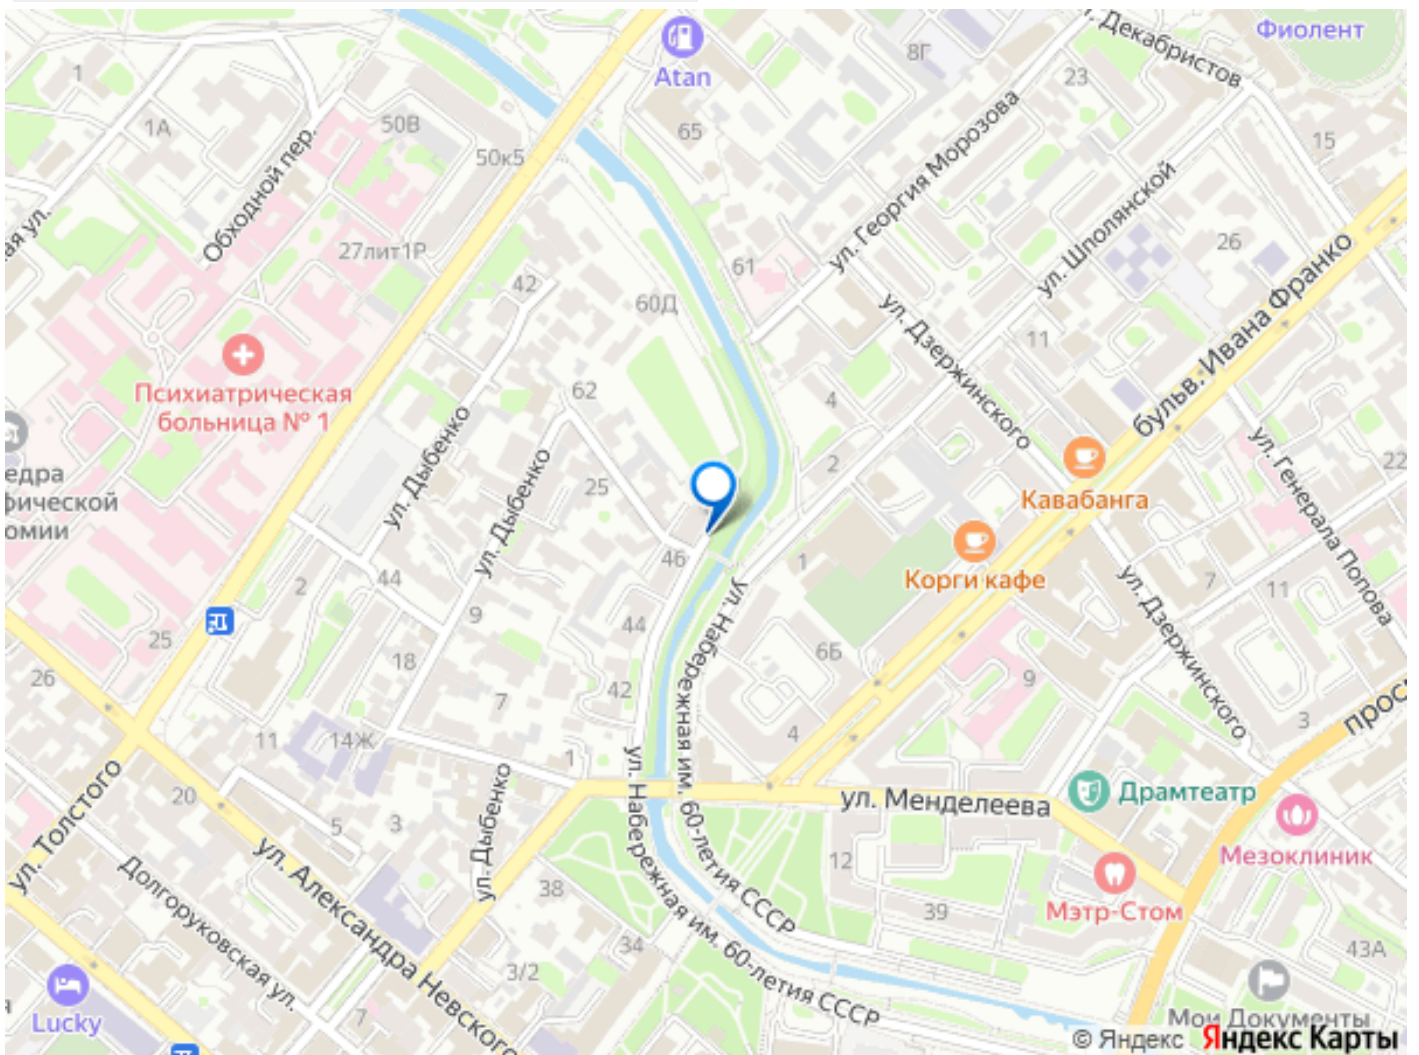 Фиолент
ул. Декабристов
8Г
Atan
1
23
1А
50В
65
15
50к5
Обходной пер.
ул. Георгия Морозова
ул. Шполянской
ая ул.
27лит1Р
61
26
42
60Д
ул. Дзержинского
11
бульв. Ивана Франко
Психиатрическая
больница № 1
62
4
ул. Дыбенко
ул. Дыбенко
25
2
Кавабанга
ул. Генерала Попова
22
едра
фической
омии
46
1
Корги кафе
ул. Дзержинского
7
11
2
44
9
44
ул. Набережная им. 60-летия СССР
6Б
25
18
42
26
7
9
3
прос
11
14Ж
1
4
ул. Толстого
20
ул. Дыбенко
ул. Менделеева
Драмтеатр
5
3
ул. Александра Невского
ул. Набережная им. 60-летия СССР
Мезоклиник
12
Долгоруковская ул.
38
39
Мэтр-Стом
34
43А
3/2
Lucky
7
Мои Документы
© Яндекс Яндекс Карты